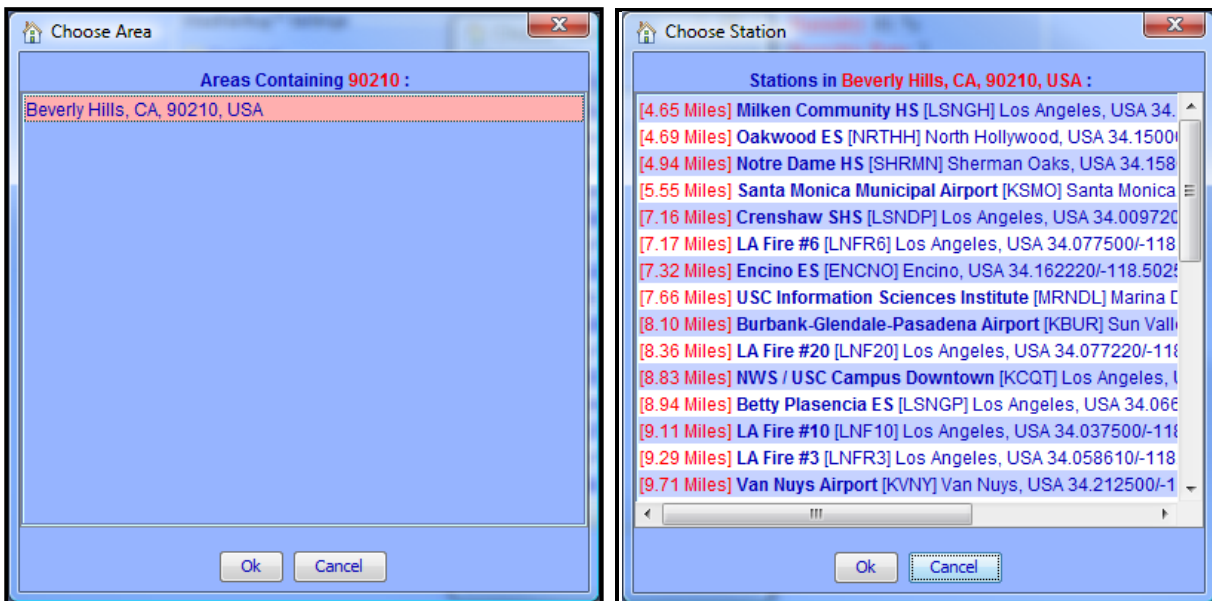 Choose Area
Areas Containing 90210 :
Beverly Hills, CA, 90210, USA
Ok
Cancel
Choose Station
Stations in Beverly Hills, CA, 90210, USA :
[4.65 Miles] Milken Community HS [LSNGH] Los Angeles, USA 34.
[4.69 Miles] Oakwood ES [NRTHH] North Hollywood, USA 34.1500
[4.94 Miles] Notre Dame HS [SHRMN] Sherman Oaks, USA 34.158
[5.55 Miles] Santa Monica Municipal Airport [KSMO] Santa Monica
[7.16 Miles] Crenshaw SHS [LSNDP] Los Angeles, USA 34.009720
[7.17 Miles] LA Fire #6 [LNFR6] Los Angeles, USA 34.077500/-118
[7.32 Miles] Encino ES [ENCNO] Encino, USA 34.162220/-118.502
[7.66 Miles] USC Information Sciences Institute [MRNDL] Marina
[8.10 Miles] Burbank-Glendale-Pasadena Airport [KBUR] Sun Vall
[8.36 Miles] LA Fire #20 [LNF20] Los Angeles, USA 34.077220/-118
[8.83 Miles] NWS / USC Campus Downtown [KCQT] Los Angeles,
[8.94 Miles] Betty Plasencia ES [LSNGP] Los Angeles, USA 34.066
[9.11 Miles] LA Fire #10 [LNF10] Los Angeles, USA 34.037500/-118
[9.29 Miles] LA Fire #3 [LNFR3] Los Angeles, USA 34.058610/-118
[9.71 Miles] Van Nuys Airport [KVNY] Van Nuys, USA 34.212500/-1
Ok
Cancel